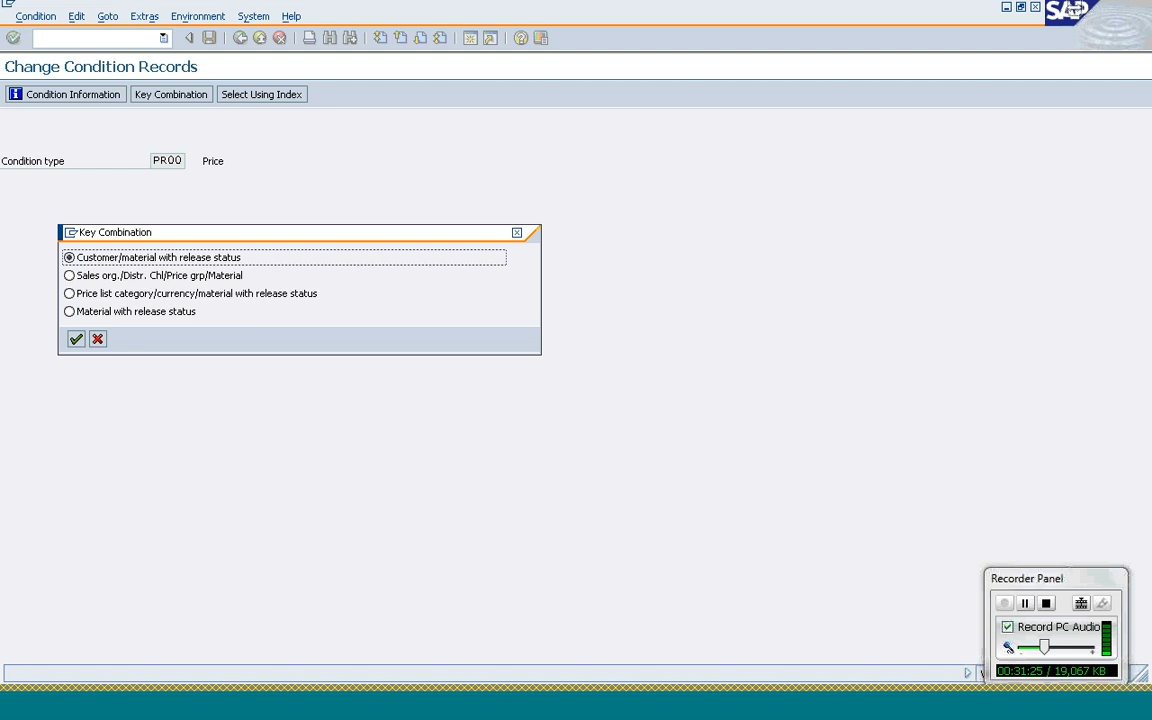 Condition Edit Goto Extras Environment System Help
SAP
Change Condition Records
Condition Information Key Combination Select Using Index
Condition type PR00 Price
Key Combination
Customer/material with release status
Sales org./Distr. Chl/Price grp/Material
Price list category/currency/material with release status
Material with release status
Recorder Panel
Record PC Audio
00:31:25 / 19,067 KB